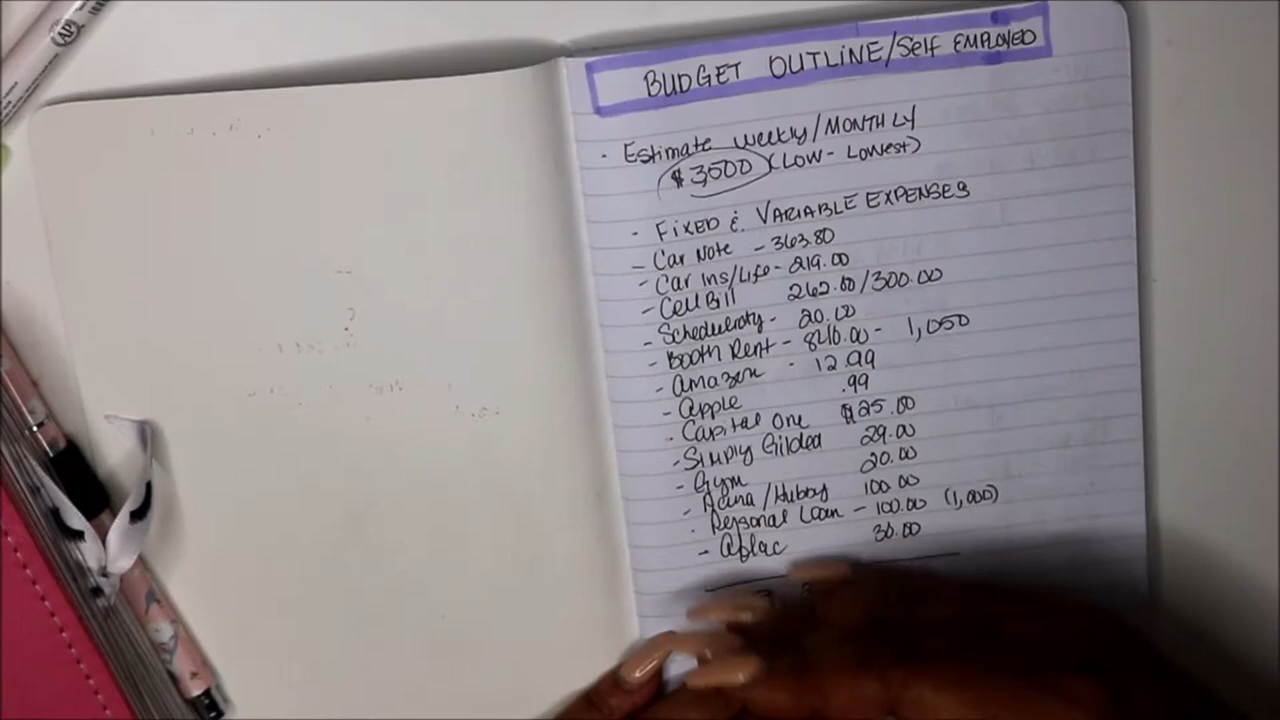 AP
BUDGET OUTLINE/Self EMPLOYED
· Estimate weekly/MONTHLY
$3,500 (LOW - LOWEST)
- FIXED & VARIABLE EXPENSES
- Car Note - 363.80
- Car Ins/Life - 219.00
- Cell Bill 262.00/300.00
- Schedulicity - 20.00
- Booth Rent - 840.00 - 1,050
- Amazon - 12.99
- Apple .99
- Capital One $25.00
- Simply Gilded 29.00
- Gym 20.00
- /Hubby 100.00
- Personal Loan - 100.00 (1,000)
- Aflac 30.00